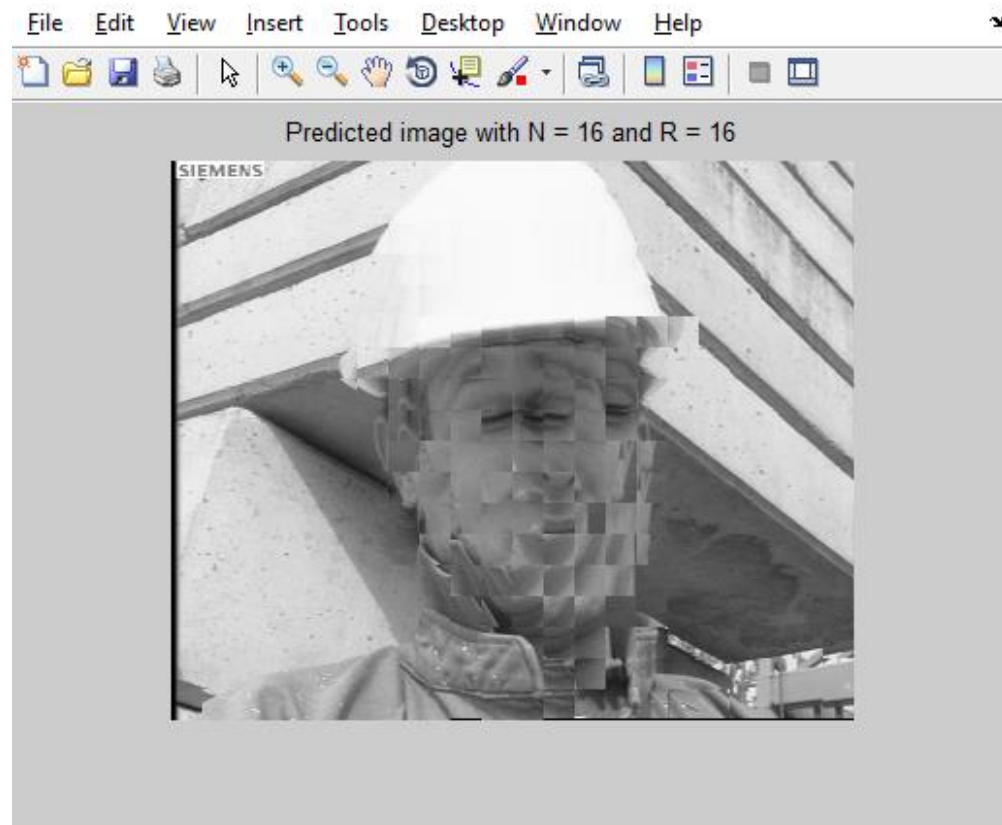 File Edit View Insert Tools Desktop Window Help
Predicted image with N = 16 and R = 16
SIEMENS